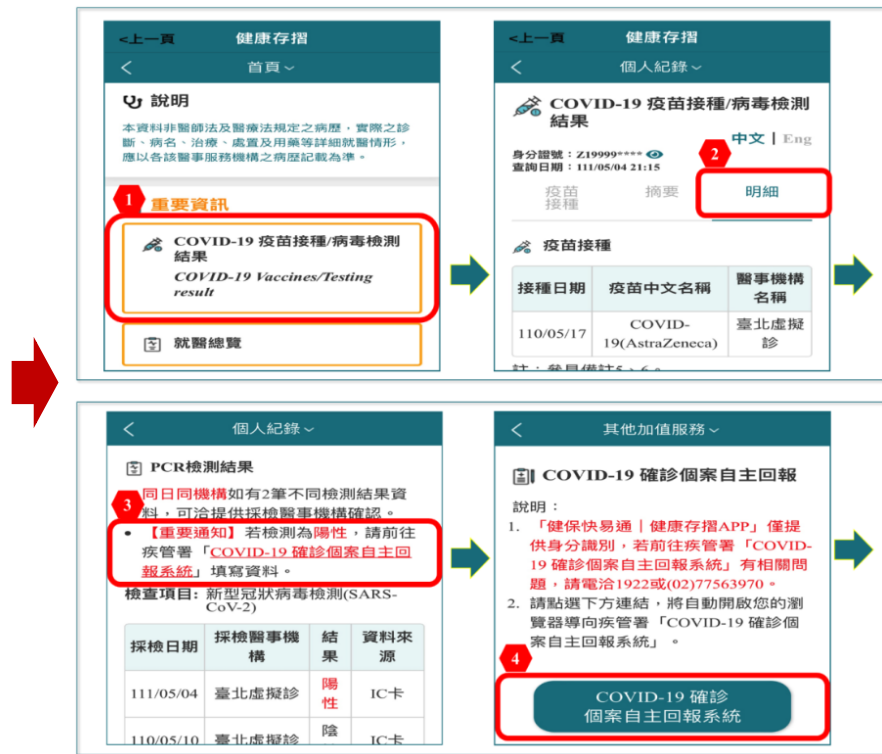 <上一頁 健康存摺
首頁
說明
本資料非醫師法及醫療法規定之病歷，實際之診
斷、病名、治療、處置及用藥等詳細就醫情形，
應以各該醫事服務機構之病歷記載為準。
1
重要資訊
COVID-19 疫苗接種/病毒檢測
結果
COVID-19 Vaccines/Testing
result
就醫總覽
<上一頁 健康存摺
個人紀錄
COVID-19 疫苗接種/病毒檢測
結果
中文 | Eng
身分證號：Z19999****
查詢日期：111/05/04 21:15
2
疫苗
接種
摘要
明細
疫苗接種
接種日期 疫苗中文名稱 醫事機構
名稱
110/05/17 COVID-
19(AstraZeneca) 臺北虛擬
診
註：參見備註5、6。
個人紀錄
PCR檢測結果
同日同機構如有2筆不同檢測結果資
料，可洽提供採檢醫事機構確認。
3
• 【重要通知】若檢測為陽性，請前往
疾管署「COVID-19 確診個案自主回
報系統」填寫資料。
檢查項目: 新型冠狀病毒檢測(SARS-
CoV-2)
採檢日期 採檢醫事機
構 結
果 資料來
源
111/05/04 臺北虛擬診 陽
性 IC卡
110/05/10 臺北虛擬診 陰 IC卡
其他加值服務
COVID-19 確診個案自主回報
說明：
1. 「健保快易通｜健康存摺APP」僅提
供身分識別，若前往疾管署「COVID-
19 確診個案自主回報系統」有相關問
題，請電洽1922或(02)77563970。
2. 請點選下方連結，將自動開啟您的瀏
覽器導向疾管署「COVID-19 確診個
案自主回報系統」。
4
COVID-19 確診
個案自主回報系統